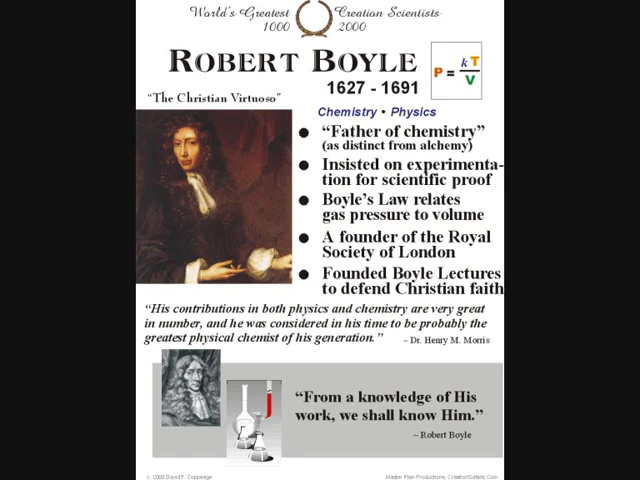 World's Greatest Creation Scientists
1000 2000
ROBERT BOYLE
P = kT
V
1627 - 1691
"The Christian Virtuoso"
Chemistry • Physics
● "Father of chemistry"
(as distinct from alchemy)
● Insisted on experimenta-
tion for scientific proof
● Boyle's Law relates
gas pressure to volume
● A founder of the Royal
Society of London
● Founded Boyle Lectures
to defend Christian faith
"His contributions in both physics and chemistry are very great
in number, and he was considered in his time to be probably the
greatest physical chemist of his generation."
– Dr. Henry M. Morris
"From a knowledge of His
work, we shall know Him."
– Robert Boyle
c. 2000 David F. Coppedge
Master Plan Productions, CreationSafaris.Com